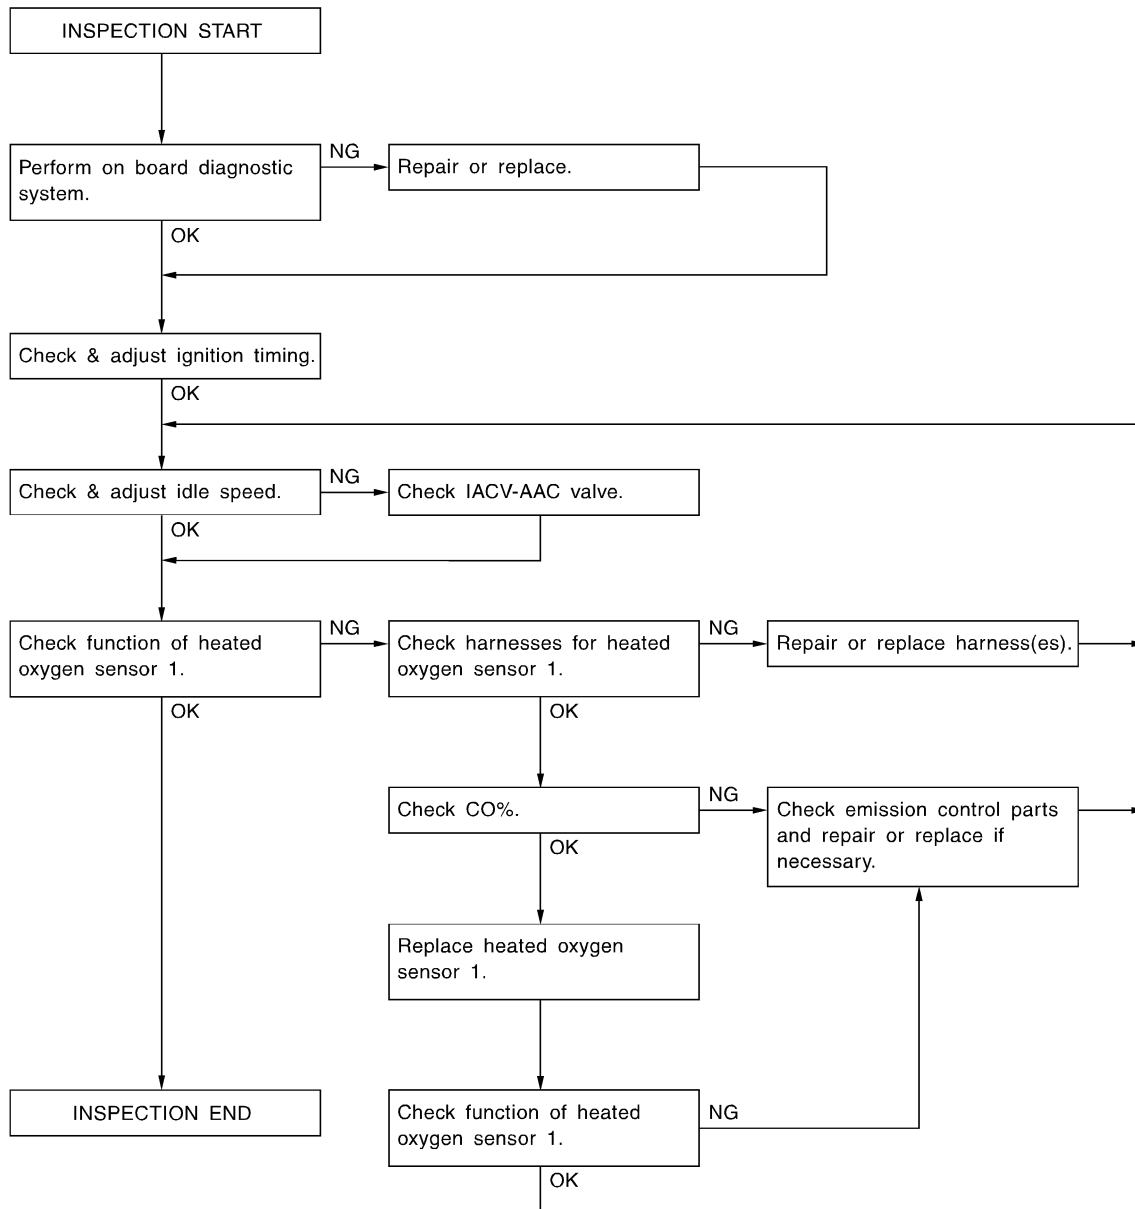 INSPECTION START
Perform on board diagnostic
system.
NG
Repair or replace.
OK
Check & adjust ignition timing.
OK
Check & adjust idle speed.
NG
Check IACV-AAC valve.
OK
Check function of heated
oxygen sensor 1.
NG
Check harnesses for heated
oxygen sensor 1.
NG
Repair or replace harness(es).
OK
OK
Check CO%.
NG
Check emission control parts
and repair or replace if
necessary.
OK
Replace heated oxygen
sensor 1.
INSPECTION END
Check function of heated
oxygen sensor 1.
NG
OK